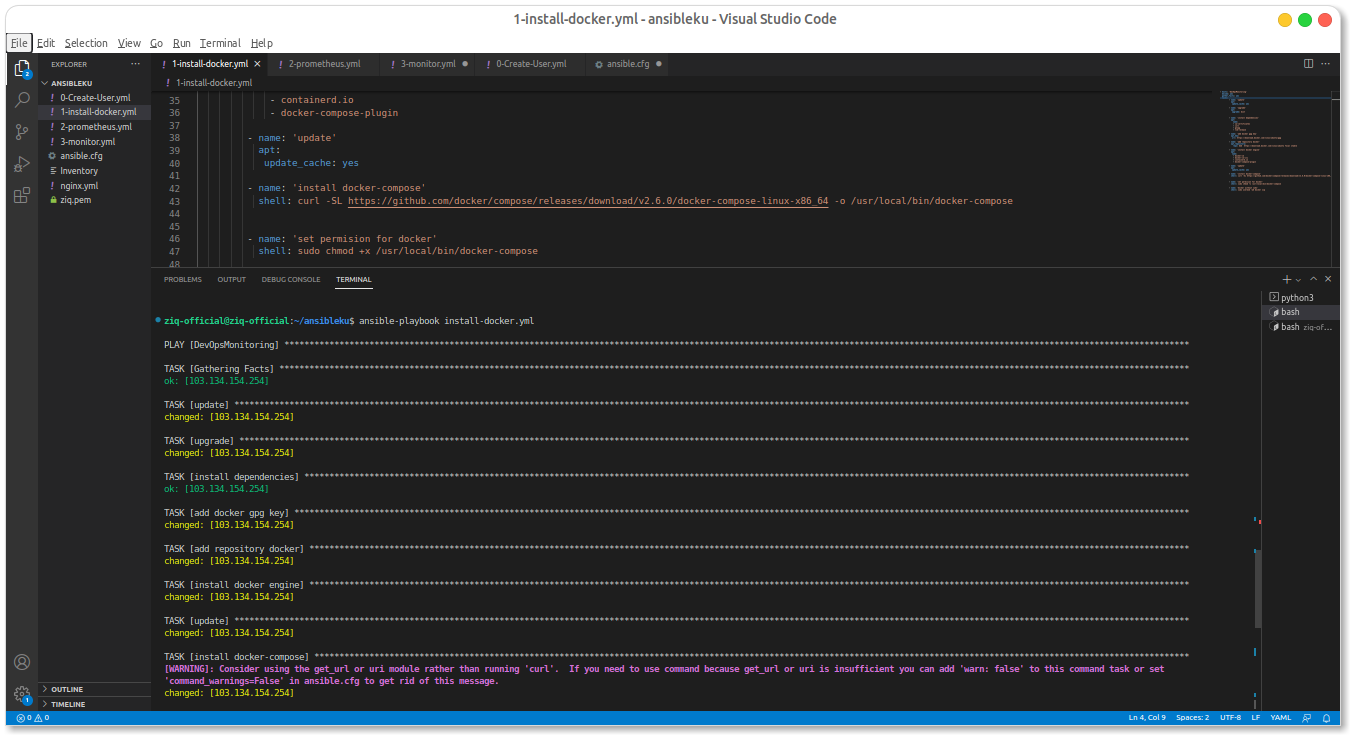 1-install-docker.yml - ansibleku - Visual Studio Code
File Edit Selection View Go Run Terminal Help
EXPLORER ···
ANSIBLEKU
! 0-Create-User.yml
! 1-install-docker.yml
! 2-prometheus.yml
! 3-monitor.yml
ansible.cfg
Inventory
! nginx.yml
ziq.pem
OUTLINE
TIMELINE
2
1
! 1-install-docker.yml × ! 2-prometheus.yml ! 3-monitor.yml ● ! 0-Create-User.yml ansible.cfg ●
! 1-install-docker.yml
35 - containerd.io
36 - docker-compose-plugin
37
38 - name: 'update'
39 apt:
40 update_cache: yes
41
42 - name: 'install docker-compose'
43 shell: curl -SL https://github.com/docker/compose/releases/download/v2.6.0/docker-compose-linux-x86_64 -o /usr/local/bin/docker-compose
44
45
46 - name: 'set permision for docker'
47 shell: sudo chmod +x /usr/local/bin/docker-compose
48
PROBLEMS OUTPUT DEBUG CONSOLE TERMINAL
python3
bash
bash ziq-of...
ziq-official@ziq-official:~/ansibleku$ ansible-playbook install-docker.yml
PLAY [DevOpsMonitoring] ****
TASK [Gathering Facts] ****
ok: [103.134.154.254]
TASK [update] ****
changed: [103.134.154.254]
TASK [upgrade] ****
changed: [103.134.154.254]
TASK [install dependencies] ****
ok: [103.134.154.254]
TASK [add docker gpg key] ****
changed: [103.134.154.254]
TASK [add repository docker] ****
changed: [103.134.154.254]
TASK [install docker engine] ****
changed: [103.134.154.254]
TASK [update] ****
changed: [103.134.154.254]
TASK [install docker-compose] ****
[WARNING]: Consider using the get_url or uri module rather than running 'curl'.  If you need to use command because get_url or uri is insufficient you can add 'warn: false' to this command task or set
'command_warnings=False' in ansible.cfg to get rid of this message.
changed: [103.134.154.254]
0 0 Ln 4, Col 9 Spaces: 2 UTF-8 LF YAML